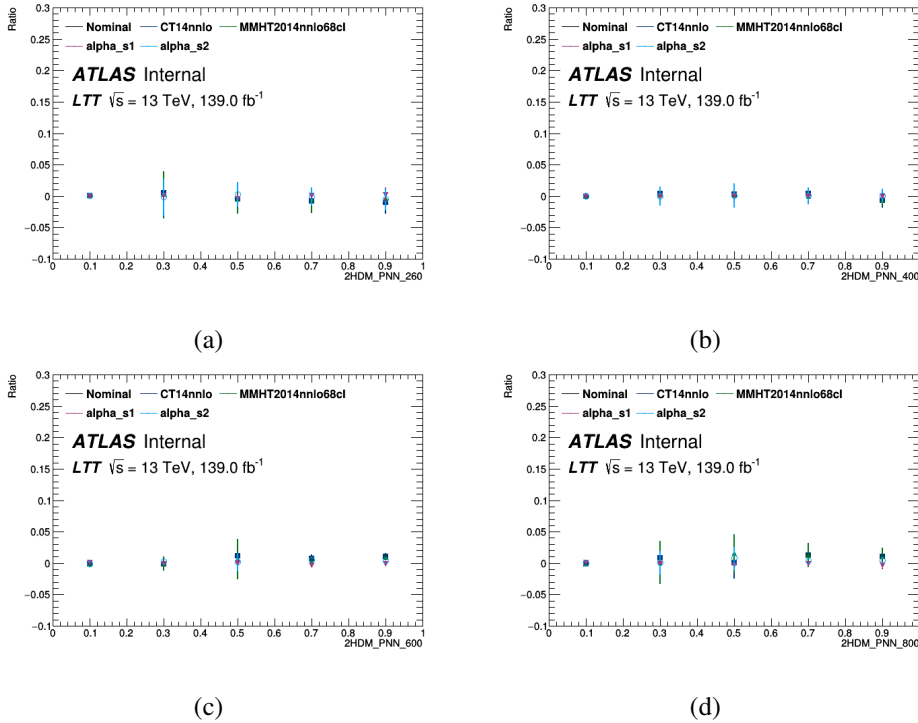 Ratio
0.3
Nominal CT14nnlo MMHT2014nnlo68cl
alpha_s1 alpha_s2
0.25
0.2
ATLAS Internal
0.15
LTT √s = 13 TeV, 139.0 fb⁻¹
0.1
0.05
0
−0.05
−0.1
0 0.1 0.2 0.3 0.4 0.5 0.6 0.7 0.8 0.9 1
2HDM_PNN_260
(a)
Ratio
0.3
Nominal CT14nnlo MMHT2014nnlo68cl
alpha_s1 alpha_s2
0.25
0.2
ATLAS Internal
0.15
LTT √s = 13 TeV, 139.0 fb⁻¹
0.1
0.05
0
−0.05
−0.1
0 0.1 0.2 0.3 0.4 0.5 0.6 0.7 0.8 0.9
2HDM_PNN_400
(b)
Ratio
0.3
Nominal CT14nnlo MMHT2014nnlo68cl
alpha_s1 alpha_s2
0.25
0.2
ATLAS Internal
0.15
LTT √s = 13 TeV, 139.0 fb⁻¹
0.1
0.05
0
−0.05
−0.1
0 0.1 0.2 0.3 0.4 0.5 0.6 0.7 0.8 0.9 1
2HDM_PNN_600
(c)
Ratio
0.3
Nominal CT14nnlo MMHT2014nnlo68cl
alpha_s1 alpha_s2
0.25
0.2
ATLAS Internal
0.15
LTT √s = 13 TeV, 139.0 fb⁻¹
0.1
0.05
0
−0.05
−0.1
0 0.1 0.2 0.3 0.4 0.5 0.6 0.7 0.8 0.9
2HDM_PNN_800
(d)